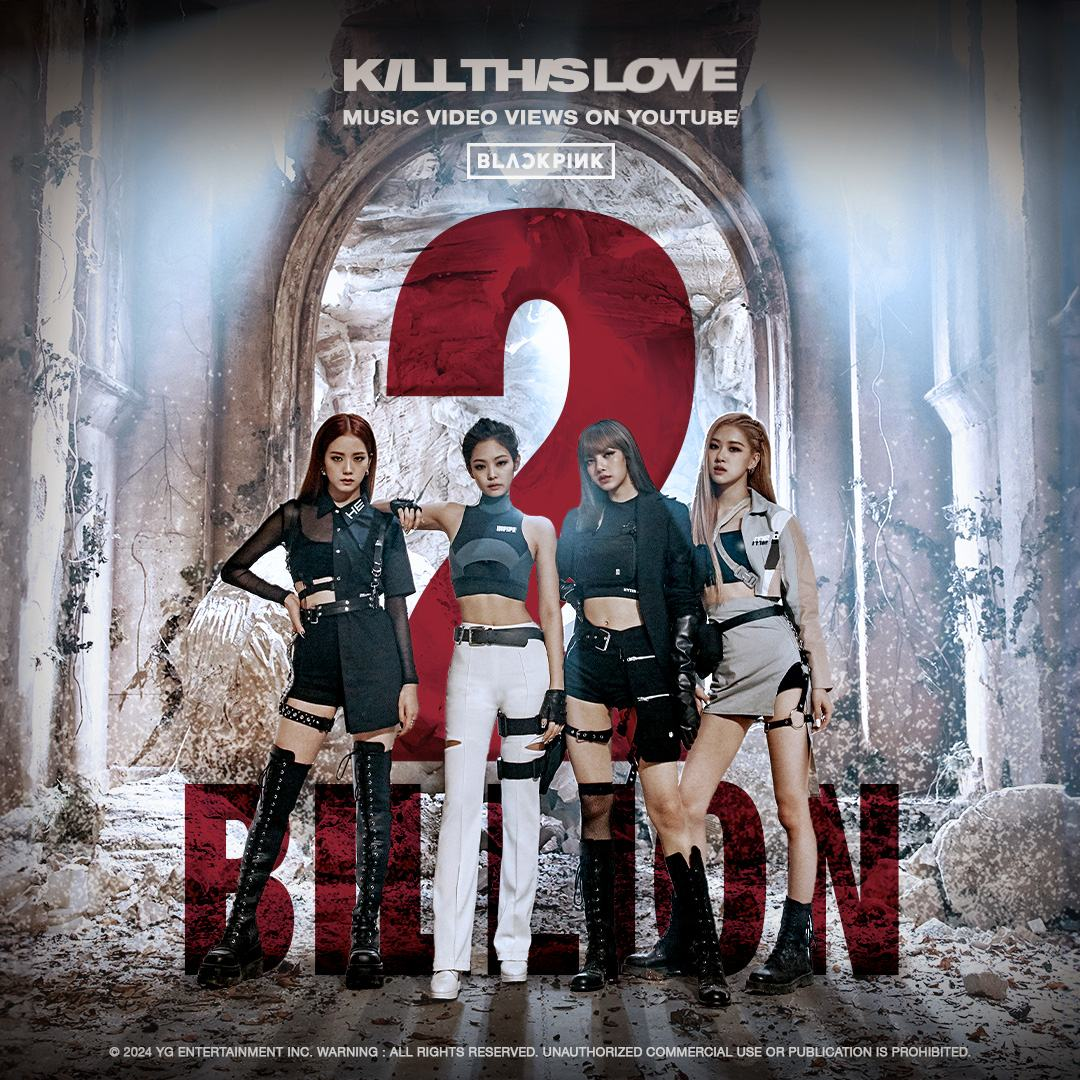 KILL THIS LOVE
MUSIC VIDEO VIEWS ON YOUTUBE
BLACKPINK
2
BILLION
HE
© 2024 YG ENTERTAINMENT INC. WARNING : ALL RIGHTS RESERVED. UNAUTHORIZED COMMERCIAL USE OR PUBLICATION IS PROHIBITED.